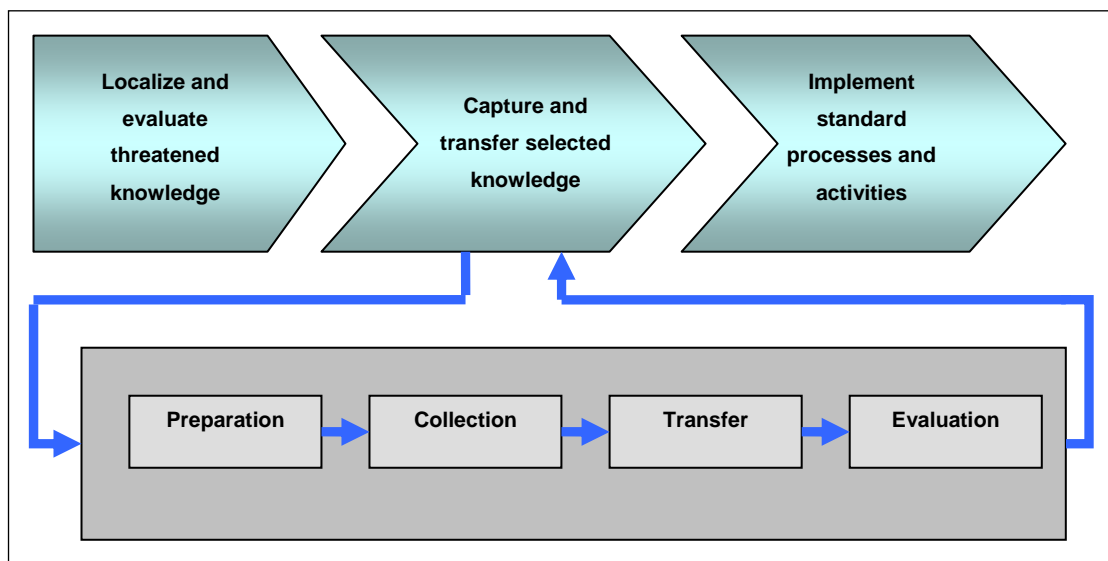 Localize and
evaluate
threatened
knowledge
Capture and
transfer selected
knowledge
Implement
standard
processes and
activities
Preparation
Collection
Transfer
Evaluation